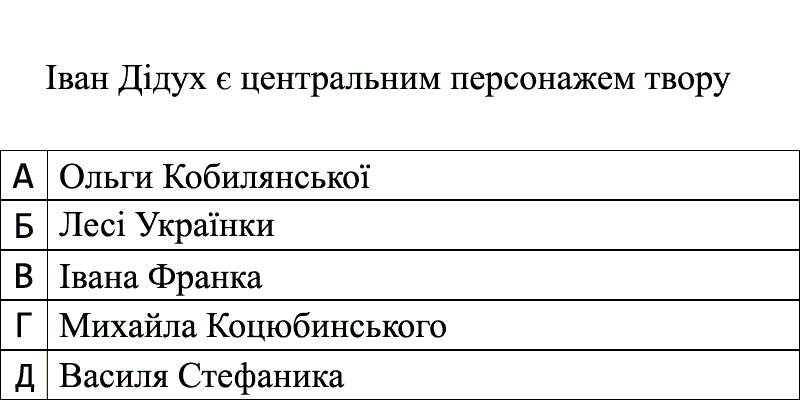 Іван Дідух є центральним персонажем твору
А Ольги Кобилянської
Б Лесі Українки
В Івана Франка
Г Михайла Коцюбинського
Д Василя Стефаника